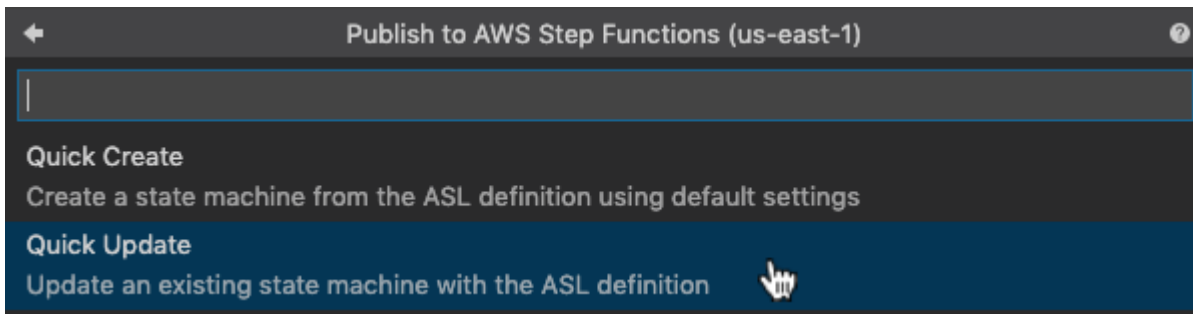 Publish to AWS Step Functions (us-east-1)
Quick Create
Create a state machine from the ASL definition using default settings
Quick Update
Update an existing state machine with the ASL definition